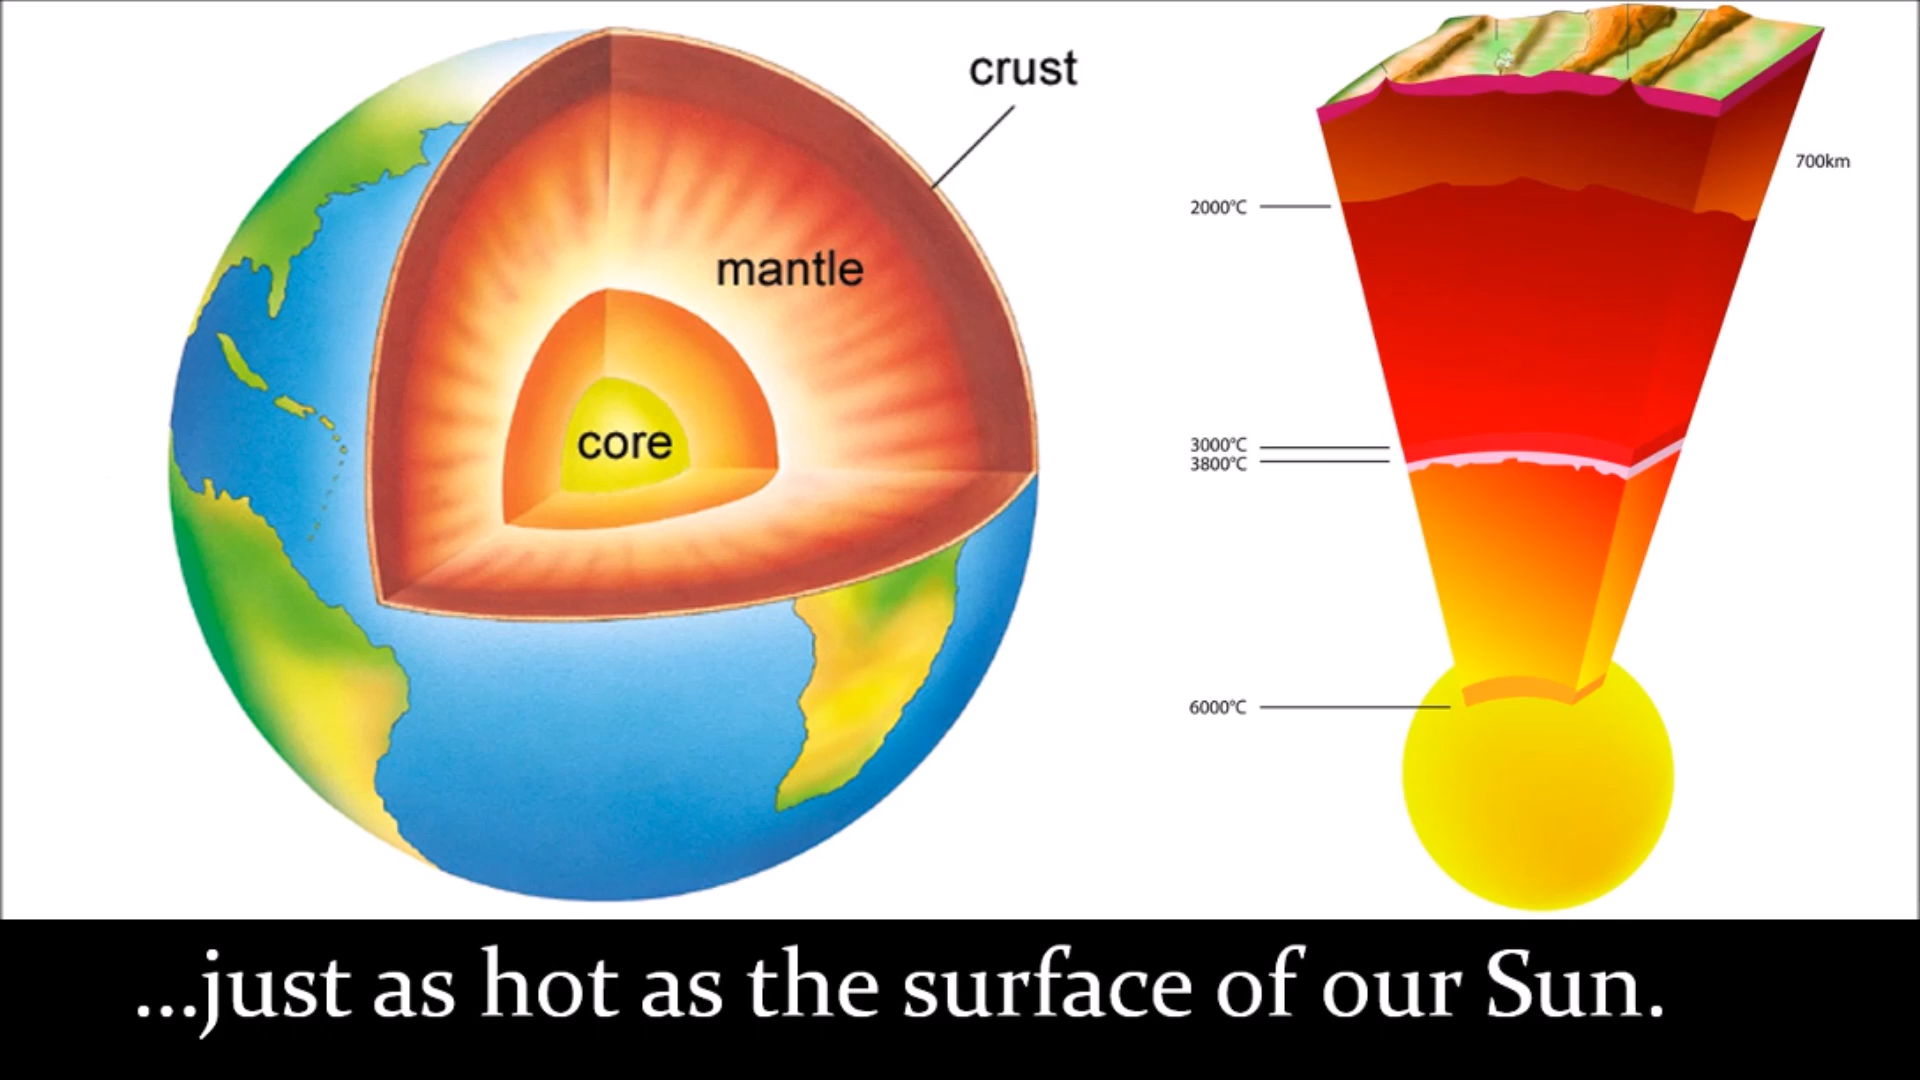 crust
mantle
core
700km
2000°C
3000°C
3800°C
6000°C
...just as hot as the surface of our Sun.